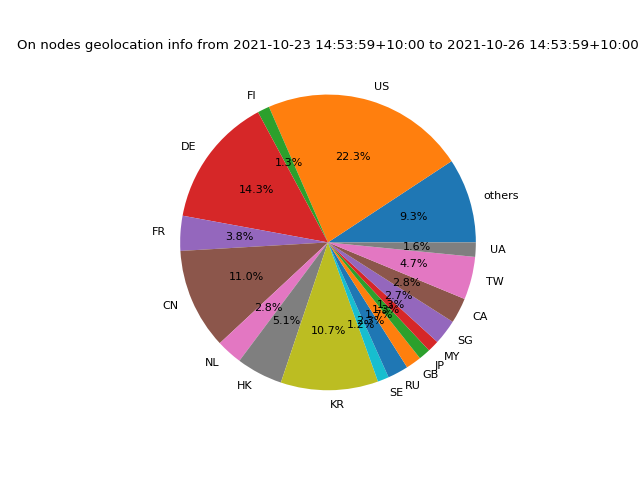 On nodes geolocation info from 2021-10-23 14:53:59+10:00 to 2021-10-26 14:53:59+10:00
others
9.3%
US
22.3%
FI
1.3%
DE
14.3%
FR
3.8%
CN
11.0%
NL
2.8%
HK
5.1%
KR
10.7%
SE
1.2%
RU
GB
JP
MY
SG
2.7%
CA
2.8%
TW
4.7%
UA
1.6%